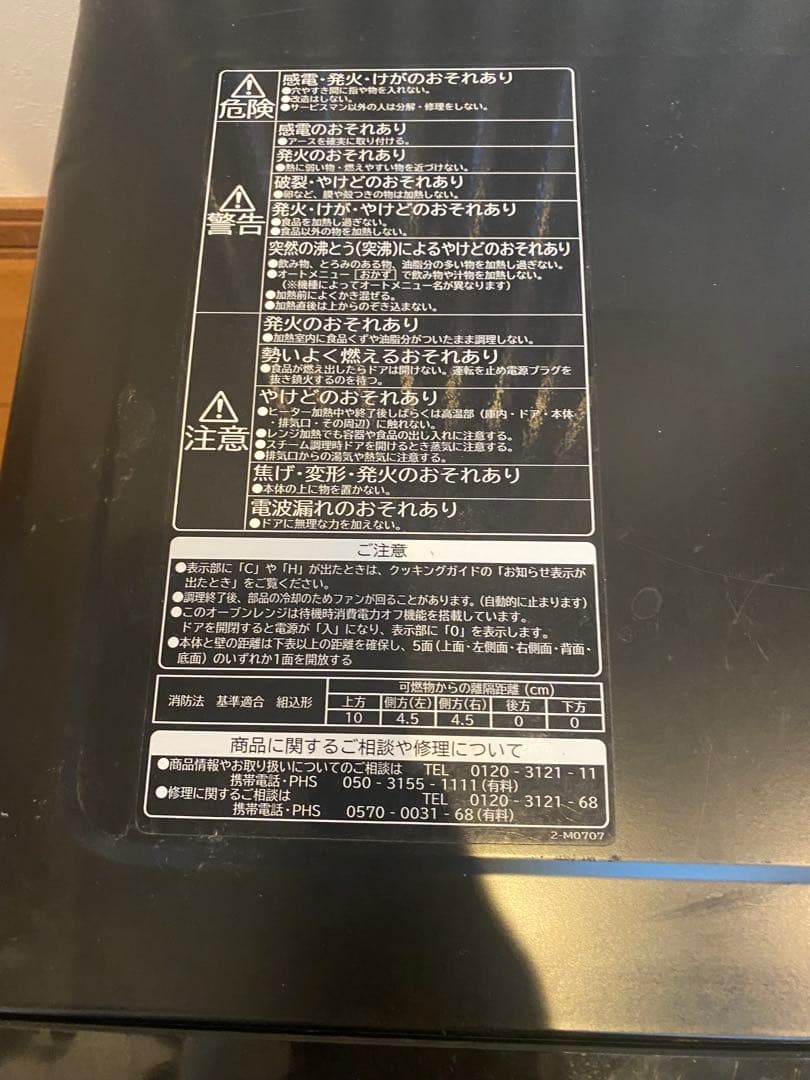 危険
感電・発火・けがのおそれあり
●穴やすき間に指や物を入れない。
●改造はしない。
●サービスマン以外の人は分解・修理をしない。
警告
感電のおそれあり
●アースを確実に取り付ける。
発火のおそれあり
●熱に弱い物・燃えやすい物を近づけない。
破裂・やけどのおそれあり
●卵など、膜や殻つきの物は加熱しない。
発火・けが・やけどのおそれあり
●食品を加熱し過ぎない。
●食品以外の物を加熱しない。
突然の沸とう(突沸)によるやけどのおそれあり
●飲み物、とろみのある物、油脂分の多い物を加熱し過ぎない。
●オートメニュー おかず で飲み物や汁物を加熱しない。
(※機種によってオートメニュー名が異なります)
●加熱前によくかき混ぜる。
●加熱直後は上からのぞき込まない。
注意
発火のおそれあり
●加熱室内に食品くずや油脂分がついたまま調理しない。
勢いよく燃えるおそれあり
●食品が燃え出したらドアは開けない。運転を止め電源プラグを
抜き鎮火するのを待つ。
やけどのおそれあり
●ヒーター加熱中や終了後しばらくは高温部(庫内・ドア・本体
・排気口・その周辺)に触れない。
●レンジ加熱でも容器や食品の出し入れに注意する。
●スチーム調理時ドアを開けるとき蒸気に注意する。
●排気口からの湯気や熱気に注意する。
焦げ・変形・発火のおそれあり
●本体の上に物を置かない。
電波漏れのおそれあり
●ドアに無理な力を加えない。
ご注意
●表示部に「C」や「H」が出たときは、クッキングガイドの「お知らせ表示が
出たとき」をご覧ください。
●調理終了後、部品の冷却のためファンが回ることがあります。(自動的に止まります)
●このオーブンレンジは待機時消費電力オフ機能を搭載しています。
ドアを開閉すると電源が「入」になり、表示部に「0」を表示します。
●本体と壁の距離は下表以上の距離を確保し、5面(上面・左側面・右側面・背面・
底面)のいずれか1面を開放する
消防法 基準適合 組込形
可燃物からの離隔距離(cm)
上方 側方(左) 側方(右) 後方 下方
10 4.5 4.5 0 0
商品に関するご相談や修理について
●商品情報やお取り扱いについてのご相談は TEL 0120-3121-11
携帯電話・PHS 050-3155-1111(有料)
●修理に関するご相談は TEL 0120-3121-68
携帯電話・PHS 0570-0031-68(有料)
2-M0707